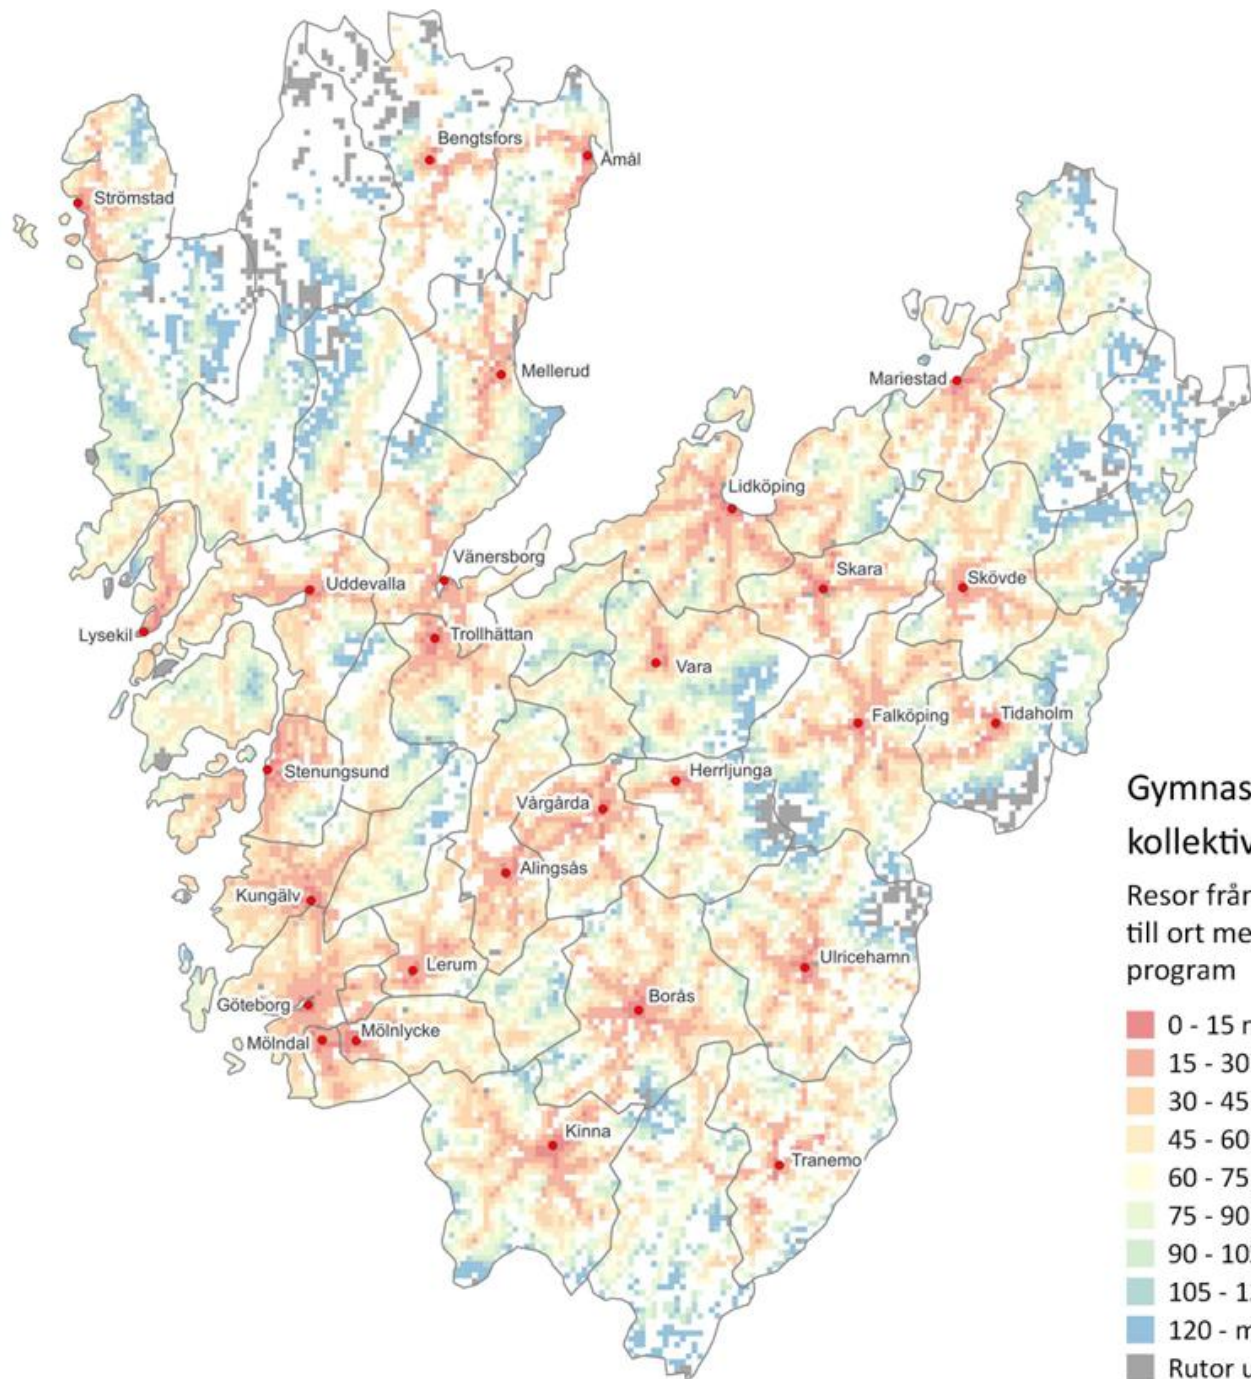 Bengtsfors
Åmål
Strömstad
Mellerud
Mariestad
Lidköping
Vänersborg
Skara
Skövde
Uddevalla
Lysekil
Trollhättan
Vara
Falköping
Tidaholm
Stenungsund
Herrljunga
Vårgårda
Alingsås
Kungälv
Lerum
Ulricehamn
Göteborg
Borås
Mölndal
Mölnlycke
Kinna
Tranemo
Gymnas
kollektiv
Resor från
till ort me
program
0 - 15 r
15 - 30
30 - 45
45 - 60
60 - 75
75 - 90
90 - 10
105 - 1
120 - m
Rutor u